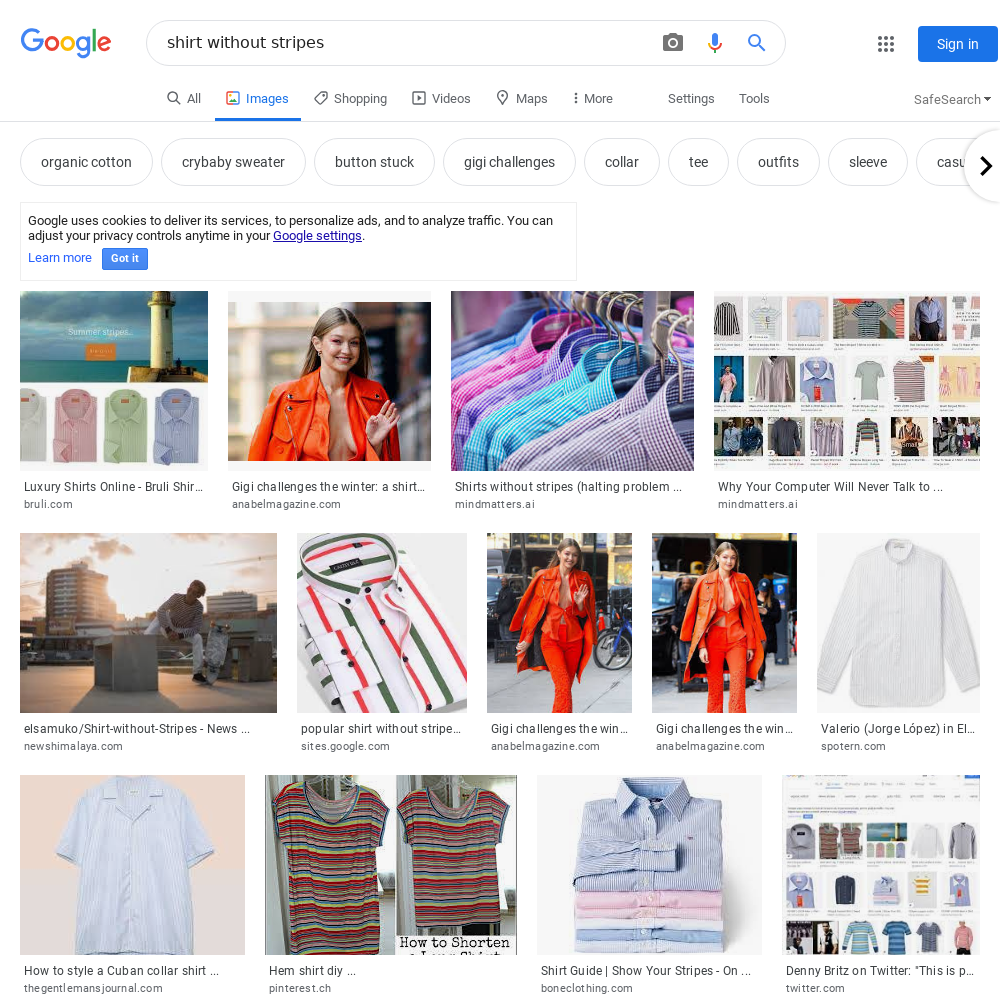 Google
shirt without stripes
Sign in
All
Images
Shopping
Videos
Maps
More
Settings
Tools
SafeSearch
organic cotton
crybaby sweater
button stuck
gigi challenges
collar
tee
outfits
sleeve
casu
Google uses cookies to deliver its services, to personalize ads, and to analyze traffic. You can
adjust your privacy controls anytime in your Google settings.
Learn more
Got it
Summer stripes..
Luxury Shirts Online - Bruli Shir...
bruli.com
Gigi challenges the winter: a shirt...
anabelmagazine.com
Shirts without stripes (halting problem ...
mindmatters.ai
Why Your Computer Will Never Talk to ...
mindmatters.ai
elsamuko/Shirt-without-Stripes - News ...
newshimalaya.com
popular shirt without stripe...
sites.google.com
Gigi challenges the win...
anabelmagazine.com
Gigi challenges the win...
anabelmagazine.com
Valerio (Jorge López) in El...
spotern.com
How to Shorten
How to style a Cuban collar shirt ...
thegentlemansjournal.com
Hem shirt diy ...
pinterest.ch
Shirt Guide | Show Your Stripes - On ...
boneclothing.com
Denny Britz on Twitter: "This is p...
twitter.com